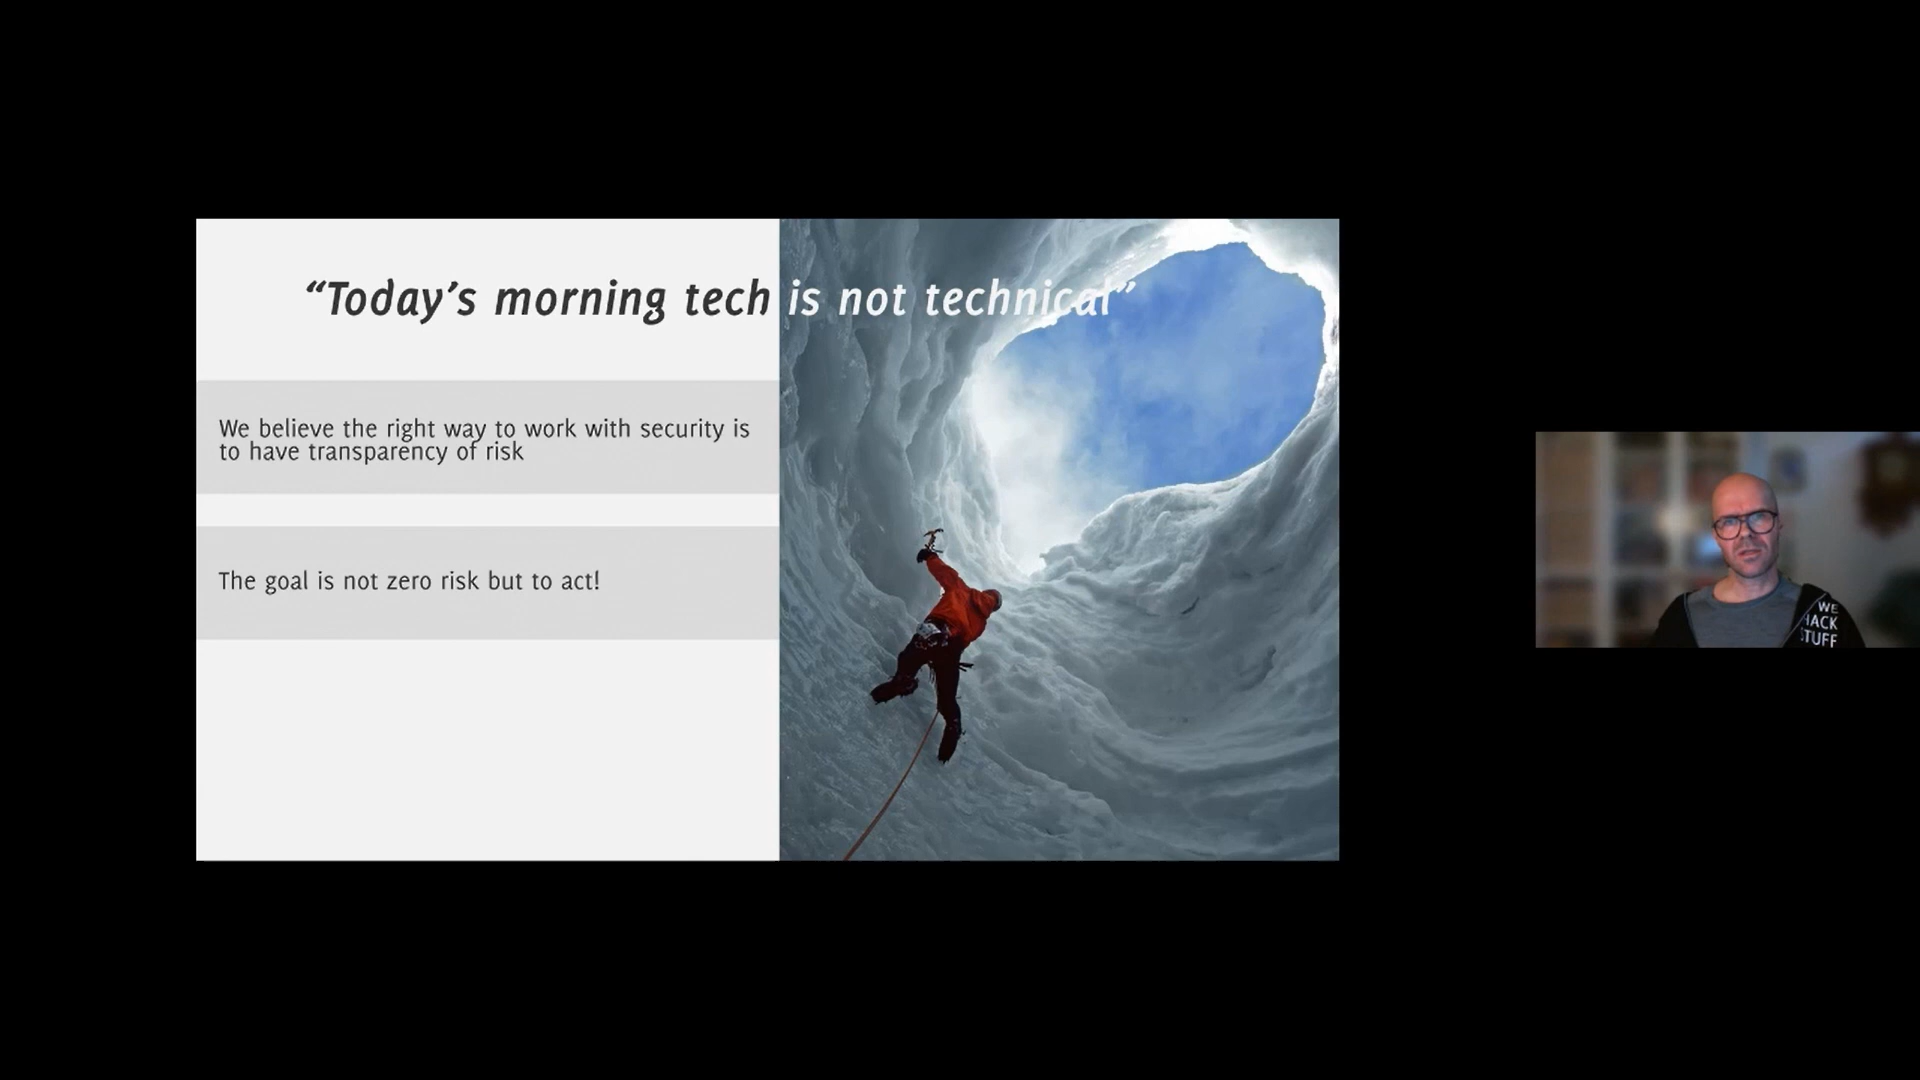 “Today’s morning tech is not technical”
We believe the right way to work with security is
to have transparency of risk
The goal is not zero risk but to act!
WE
HACK
STUFF